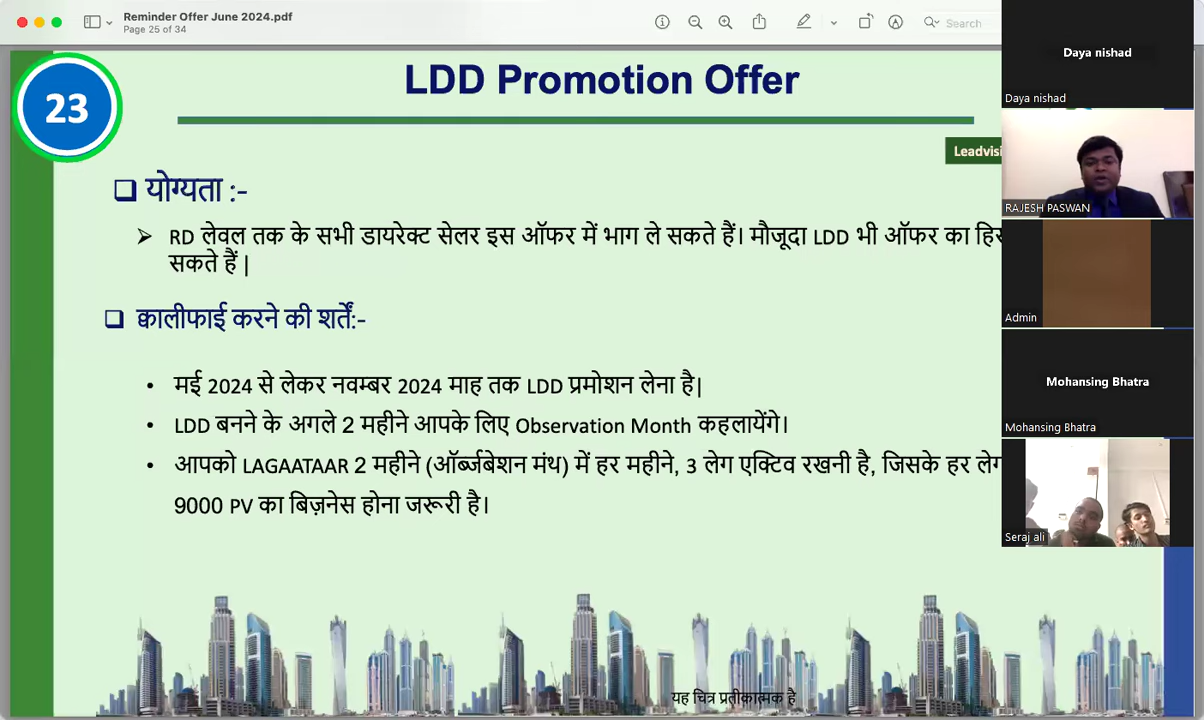 Reminder Offer June 2024.pdf
Page 25 of 34
Search
23
LDD Promotion Offer
Leadvisi
योग्यता :-
RD लेवल तक के सभी डायरेक्ट सेलर इस ऑफर में भाग ले सकते हैं। मौजूदा LDD भी ऑफर का हिस
सकते हैं |
क्वालीफाई करने की शर्तें:-
मई 2024 से लेकर नवम्बर 2024 माह तक LDD प्रमोशन लेना है|
LDD बनने के अगले 2 महीने आपके लिए Observation Month कहलायेंगे।
आपको LAGAATAAR 2 महीने (ऑर्ब्जबेशन मंथ) में हर महीने, 3 लेग एक्टिव रखनी है, जिसके हर लेग
9000 PV का बिज़नेस होना जरूरी है।
यह चित्र प्रतीकात्मक है
Daya nishad
Daya nishad
RAJESH PASWAN
Admin
Mohansing Bhatra
Mohansing Bhatra
Seraj ali